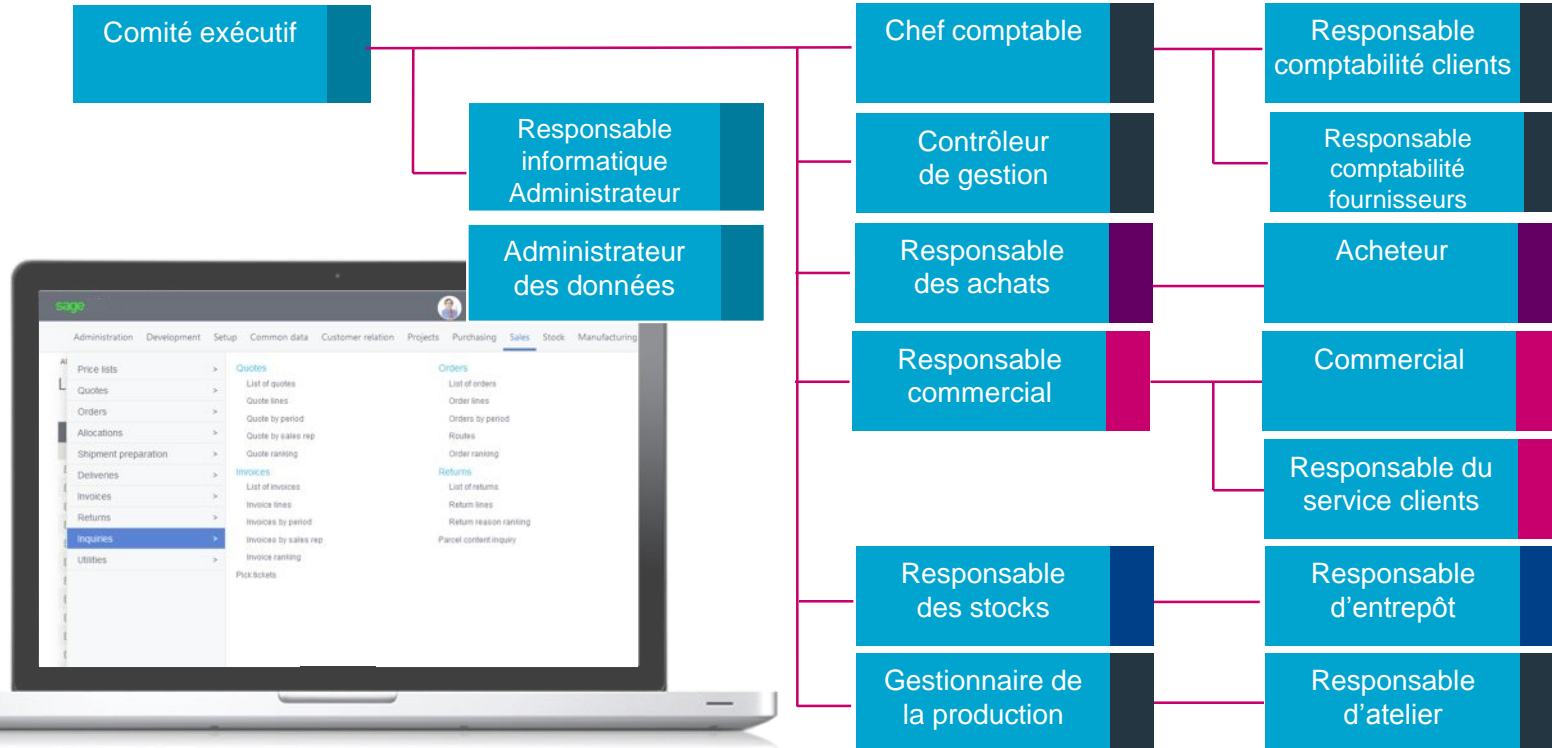 Comité exécutif
Chef comptable
Responsable
comptabilité clients
Responsable
informatique
Administrateur
Contrôleur
de gestion
Responsable
comptabilité
fournisseurs
Administrateur
des données
Responsable
des achats
Acheteur
Responsable
commercial
Commercial
Responsable du
service clients
Responsable
des stocks
Responsable
d'entrepôt
Gestionnaire de
la production
Responsable
d'atelier
sage
Administration Development Setup Common data Customer relation Projects Purchasing Sales Stock Manufacturing
Price lists >
Quotes >
Orders >
Allocations >
Shipment preparation >
Deliveries >
Invoices >
Returns >
Inquiries >
Utilities >
Quotes
List of quotes
Quote lines
Quote by period
Quote by sales rep
Quote ranking
Invoices
List of invoices
Invoice lines
Invoices by period
Invoices by sales rep
Invoice ranking
Pick tickets
Orders
List of orders
Order lines
Orders by period
Routes
Order ranking
Returns
List of returns
Return lines
Return reason ranking
Parcel content inquiry